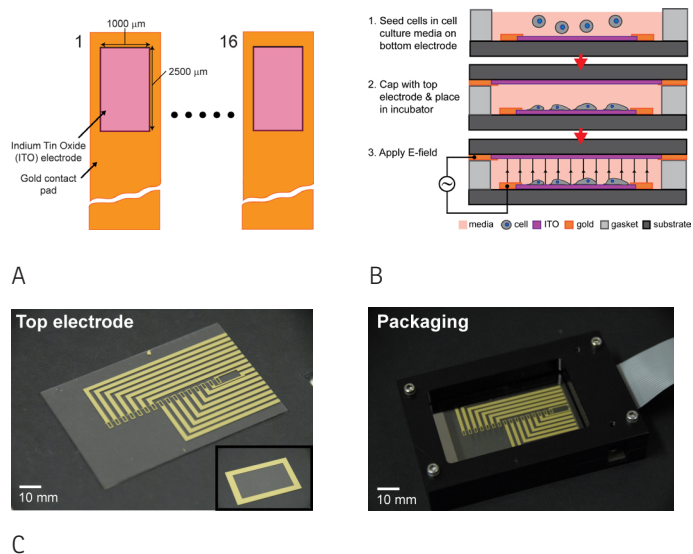 1000 μm
1
16
2500 μm
Indium Tin Oxide
(ITO) electrode
Gold contact
pad
A
1. Seed cells in cell
culture media on
bottom electrode
2. Cap with top
electrode & place
in incubator
3. Apply E-field
~
media cell ITO gold gasket substrate
B
Top electrode
10 mm
Packaging
10 mm
C